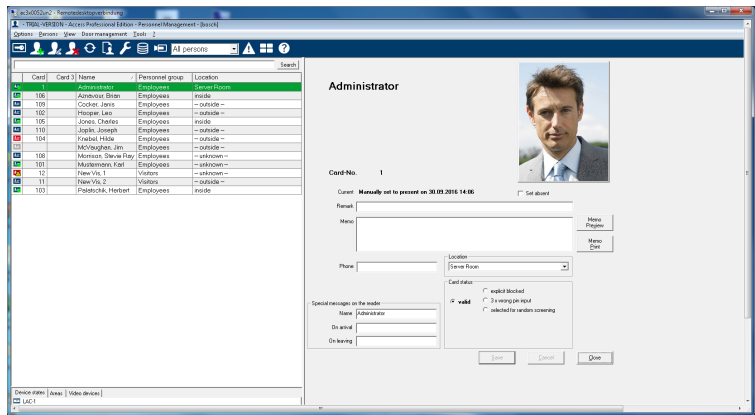 ac3x0052un2 - Remotedesktopverbindung
- TRIAL-VERSION - Access Professional Edition - Personnel Management - [bosch]
Options Persons View Door management Tools ?
All persons
Search
Card Card 3 Name Personnel group Location
1 Administrator Employees Server Room
106 Aznavour, Brian Employees inside
109 Cocker, Janis Employees -- outside --
102 Hooper, Leo Employees -- outside --
105 Jones, Charles Employees inside
110 Joplin, Joseph Employees -- outside --
104 Knebel, Hilde Employees -- outside --
McVaughan, Jim Employees -- outside --
108 Morrison, Stevie Ray Employees -- unknown --
101 Mustermann, Karl Employees -- unknown --
12 New Vis, 1 Visitors -- unknown --
11 New Vis, 2 Visitors -- outside --
103 Palatschik, Herbert Employees inside
Administrator
Card-No. 1
Current Manually set to present on 30.09.2016 14:06
Set absent
Remark
Memo
Memo Preview
Memo Print
Phone
Location
Server Room
Card status
valid
explicit blocked
3 x wrong pin input
selected for random screening
Special messages on the reader
Name Administrator
On arrival
On leaving
Save Cancel Close
Device states Areas Video devices
LAC-1